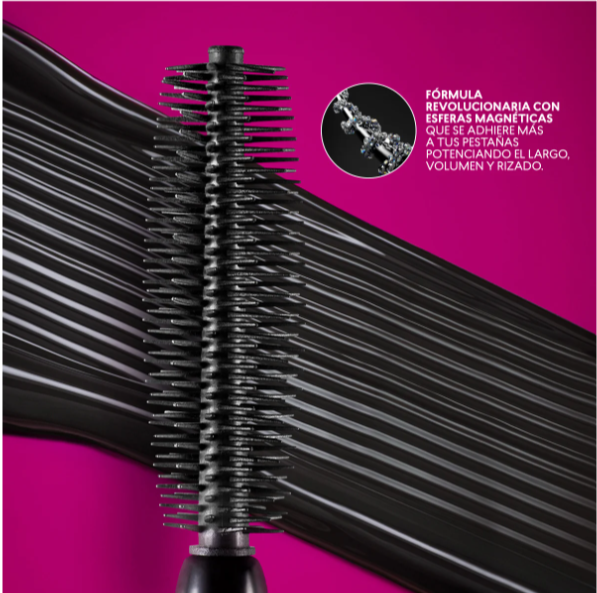 FÓRMULA
REVOLUCIONARIA CON
ESFERAS MAGNÉTICAS
QUE SE ADHIERE MÁS
A TUS PESTAÑAS
POTENCIANDO EL LARGO,
VOLUMEN Y RIZADO.